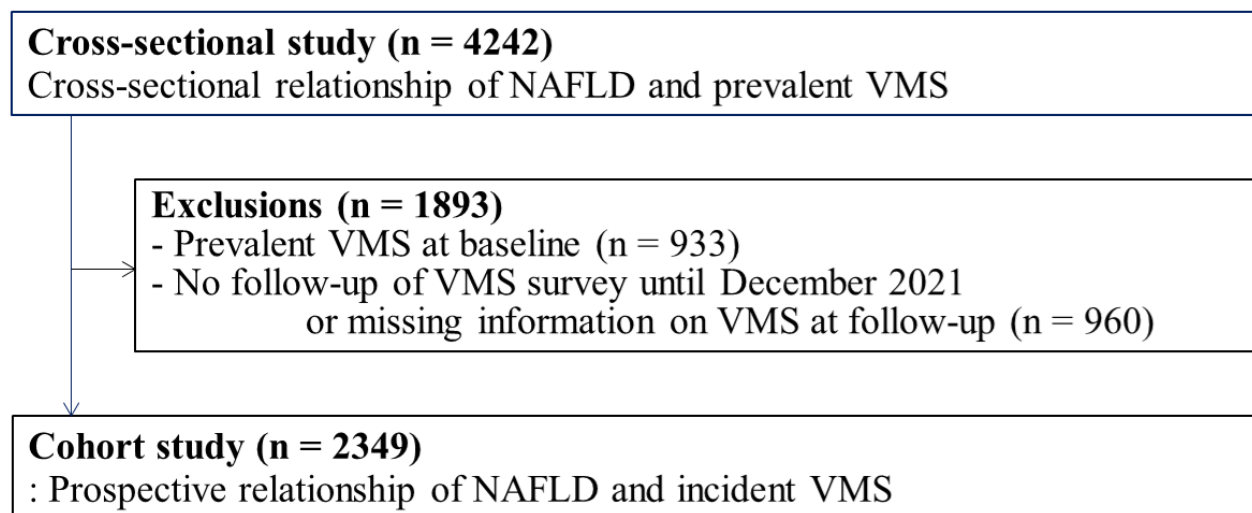 Cross-sectional study (n = 4242)
Cross-sectional relationship of NAFLD and prevalent VMS
Exclusions (n = 1893)
- Prevalent VMS at baseline (n = 933)
- No follow-up of VMS survey until December 2021
or missing information on VMS at follow-up (n = 960)
Cohort study (n = 2349)
: Prospective relationship of NAFLD and incident VMS